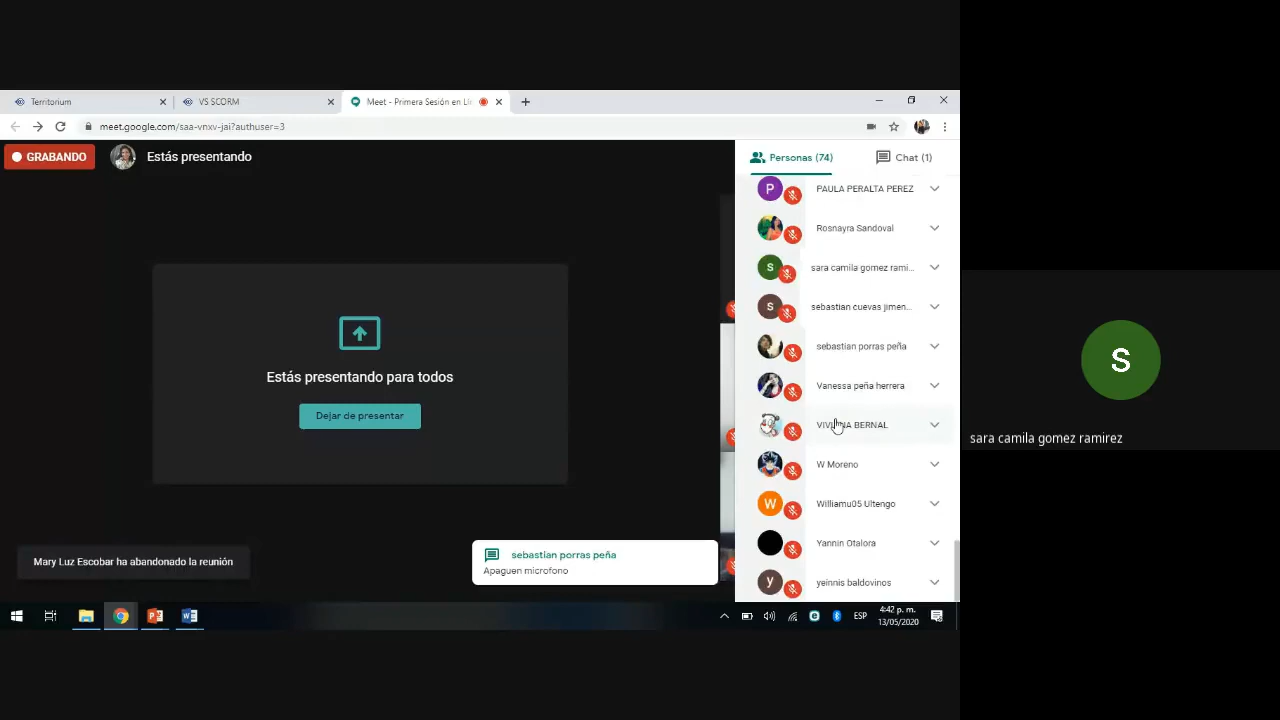 Territorium
VS SCORM
Meet - Primera Sesión en Lí
meet.google.com/saa-vnxv-jai?authuser=3
GRABANDO
Estás presentando
Personas (74)
Chat (1)
P
PAULA PERALTA PEREZ
Rosnayra Sandoval
S
sara camila gomez rami...
S
sebastian cuevas jimen...
sebastian porras peña
Vanessa peña herrera
BERNAL
W Moreno
W
Williamu05 Ultengo
Yannin Otalora
y
yeinnis baldovinos
Estás presentando para todos
Dejar de presentar
Mary Luz Escobar ha abandonado la reunión
sebastian porras peña
Apaguen microfono
S
sara camila gomez ramirez
ESP
4:42 p. m.
13/05/2020